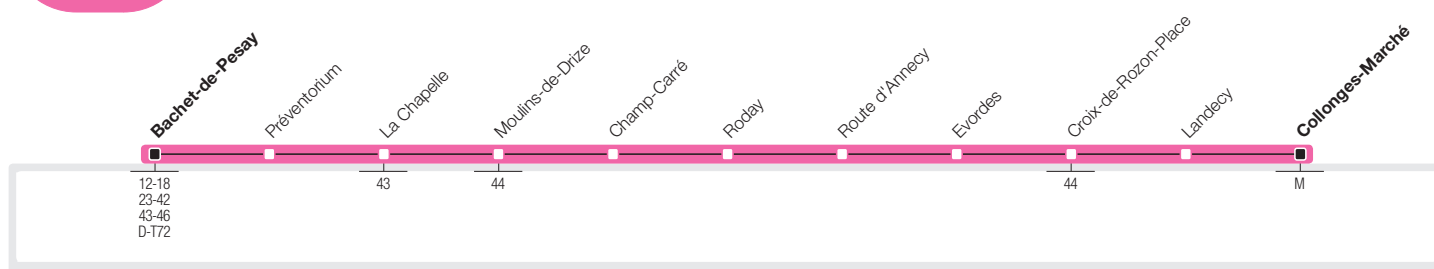 Bachet-de-Pesay
Préventorium
La Chapelle
Moulins-de-Drize
Champ-Carré
Roday
Route d'Annecy
Evordes
Croix-de-Rozon-Place
Landecy
Collonges-Marché
12-18
23-42
43-46
D-T72
43
44
44
M